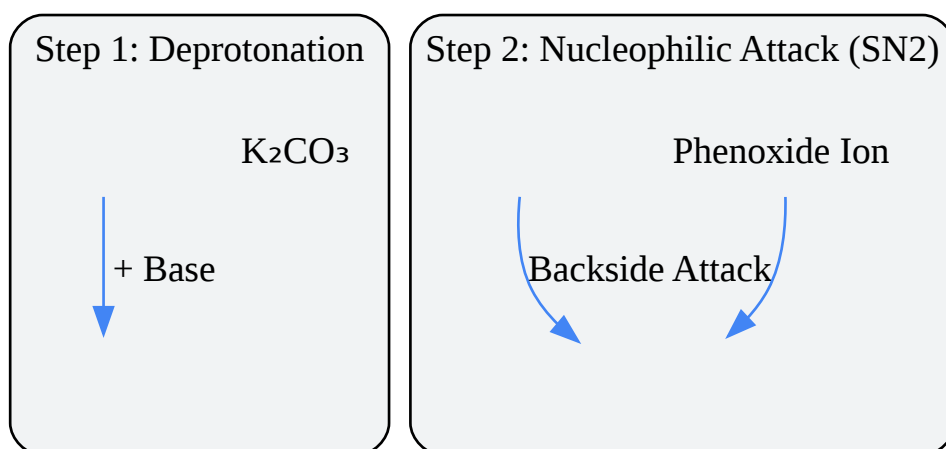 Step 1: Deprotonation
K₂CO₃
+ Base
Step 2: Nucleophilic Attack (SN2)
Phenoxide Ion
Backside Attack